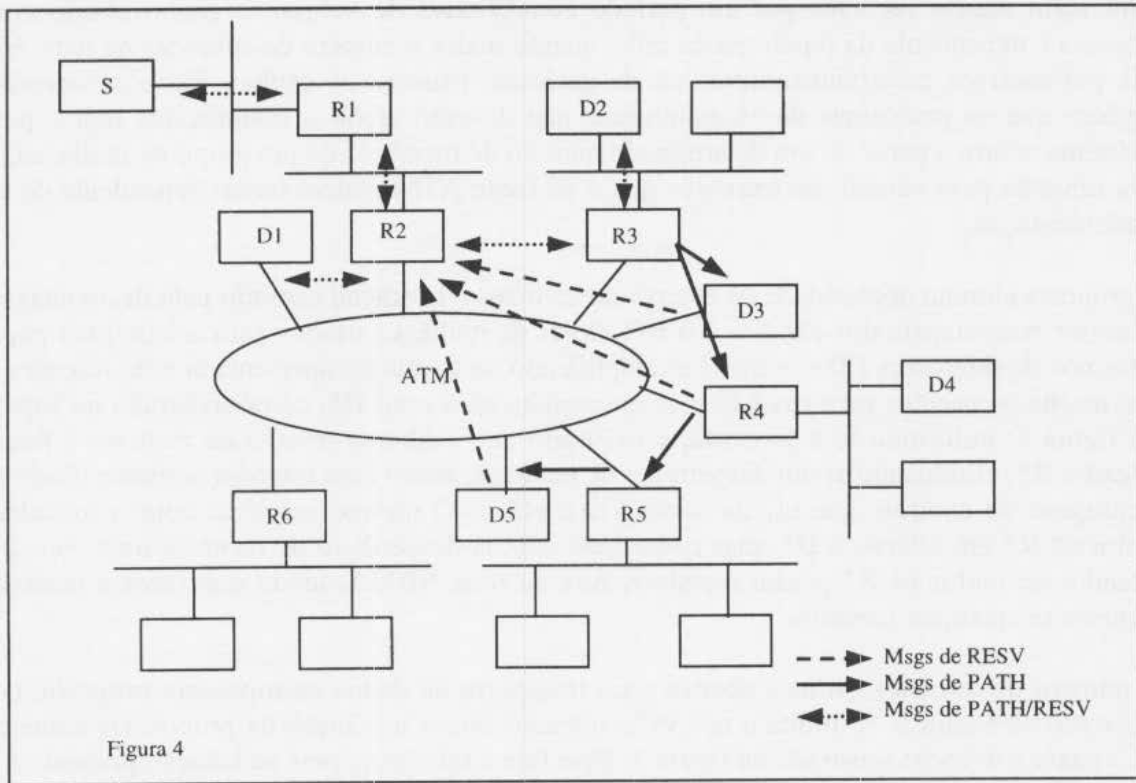 S
R1
D2
D1
R2
R3
D3
ATM
R4
D4
R6
D5
R5
Msgs de RESV
Msgs de PATH
Msgs de PATH/RESV
Figura 4